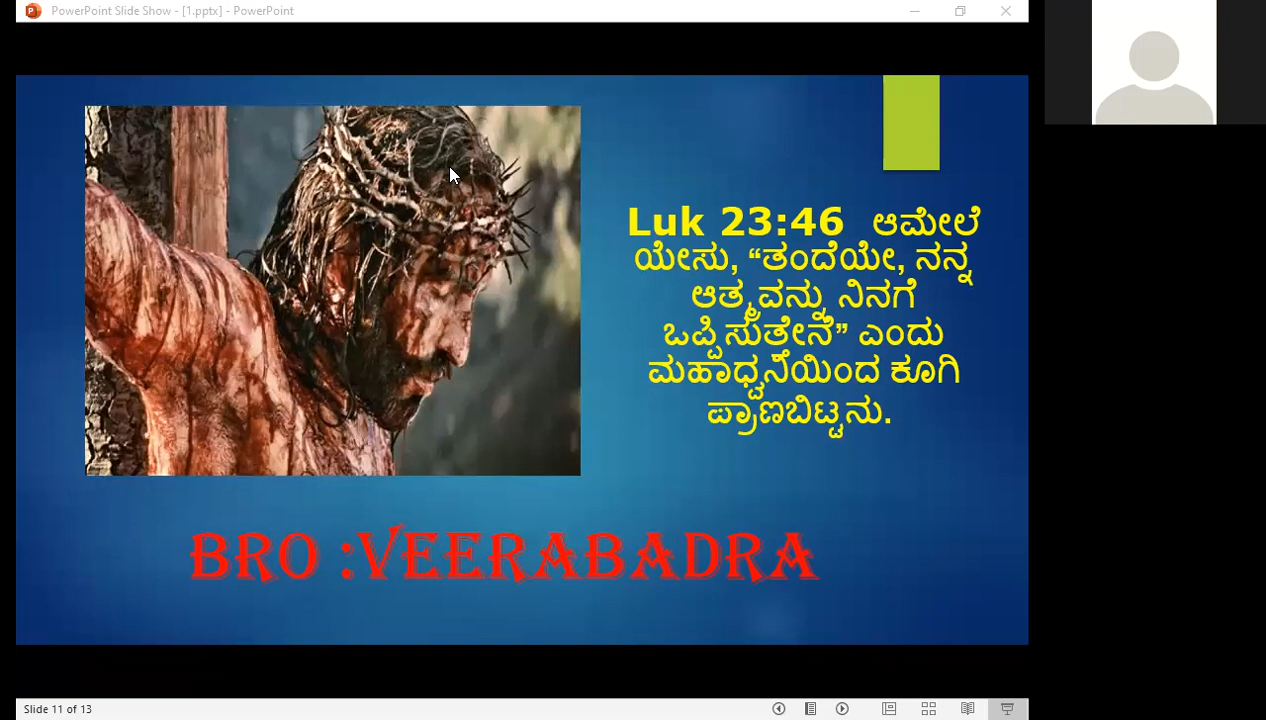 PowerPoint Slide Show - [1.pptx] - PowerPoint
Luk 23:46 ಆಮೇಲೆ
ಯೇಸು, “ತಂದೆಯೇ, ನನ್ನ
ಆತ್ಮವನ್ನು ನಿನಗೆ
ಒಪ್ಪಿಸುತ್ತೇನೆ” ಎಂದು
ಮಹಾಧ್ವನಿಯಿಂದ ಕೂಗಿ
ಪ್ರಾಣಬಿಟ್ಟನು.
BRO :VEERABADRA
Slide 11 of 13